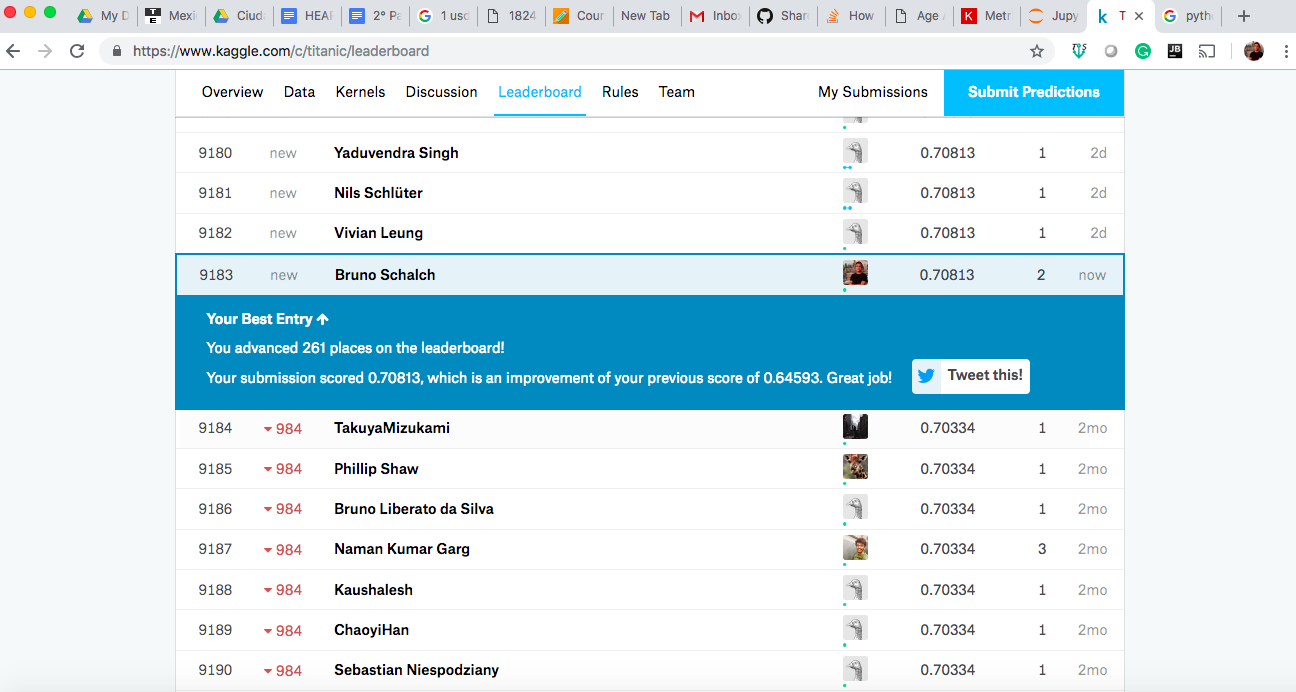 My D
Mexi
Ciud
HEAR
2° Pa
1 usd
1824
Cour
New Tab
Inbo
Shar
How
Age
Metr
Jupy
T
pyth
https://www.kaggle.com/c/titanic/leaderboard
Overview Data Kernels Discussion Leaderboard Rules Team My Submissions Submit Predictions
9180 new Yaduvendra Singh 0.70813 1 2d
9181 new Nils Schlüter 0.70813 1 2d
9182 new Vivian Leung 0.70813 1 2d
9183 new Bruno Schalch 0.70813 2 now
Your Best Entry
You advanced 261 places on the leaderboard!
Your submission scored 0.70813, which is an improvement of your previous score of 0.64593. Great job! Tweet this!
9184 984 TakuyaMizukami 0.70334 1 2mo
9185 984 Phillip Shaw 0.70334 1 2mo
9186 984 Bruno Liberato da Silva 0.70334 1 2mo
9187 984 Naman Kumar Garg 0.70334 3 2mo
9188 984 Kaushalesh 0.70334 1 2mo
9189 984 ChaoyiHan 0.70334 1 2mo
9190 984 Sebastian Niespodziany 0.70334 1 2mo